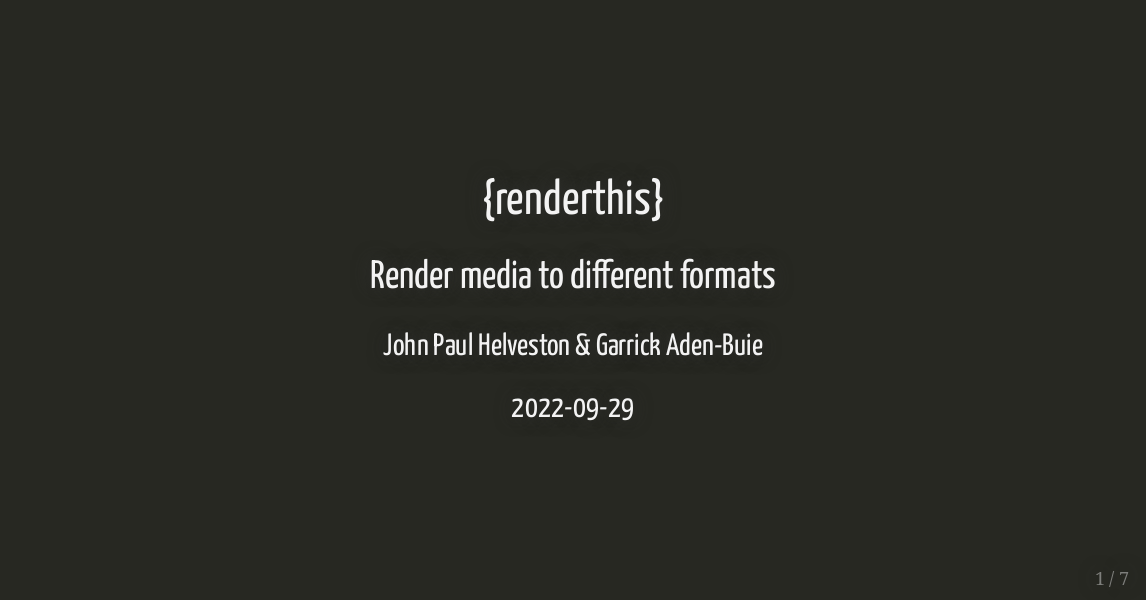 {renderthis}
Render media to different formats
John Paul Helveston & Garrick Aden-Buie
2022-09-29
1 / 7